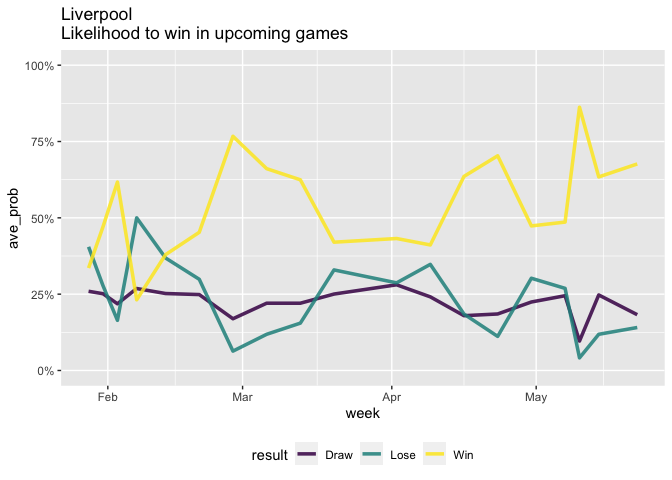 Liverpool
Likelihood to win in upcoming games
100%
75%
50%
25%
0%
ave_prob
Feb Mar Apr May
week
result Draw Lose Win